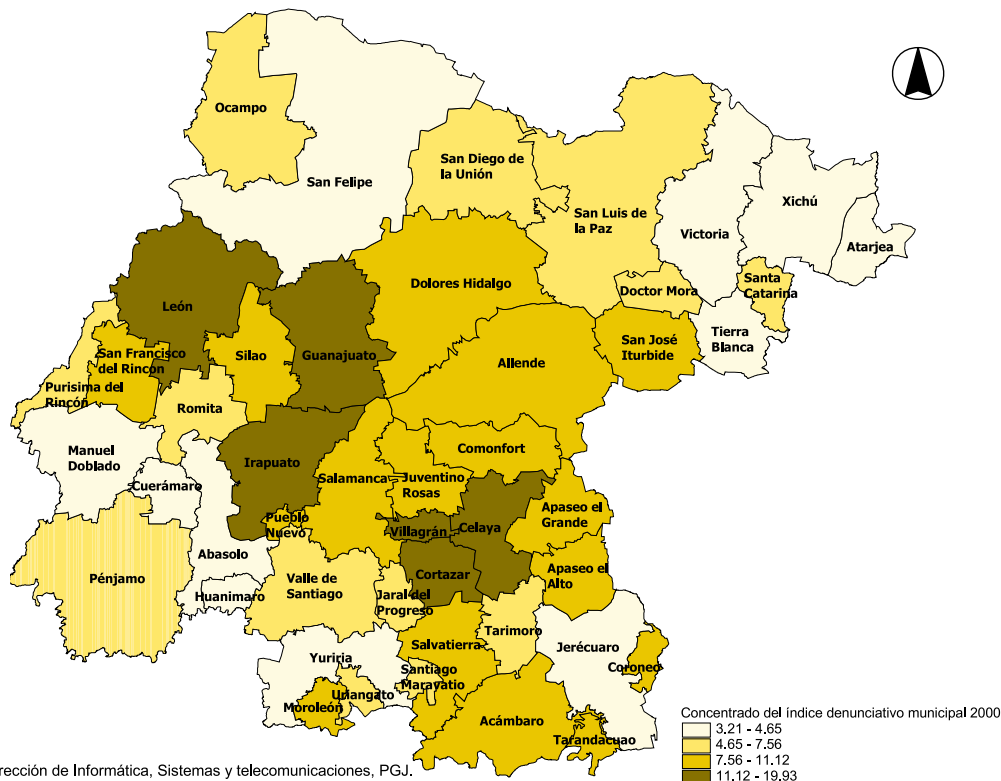 Ocampo
San Felipe
San Diego de
la Unión
San Luis de
la Paz
Victoria
Xichú
Atarjea
Santa
Catarina
Doctor Mora
Tierra
Blanca
Dolores Hidalgo
San José
Iturbide
León
Guanajuato
Silao
San Francisco
del Rincón
Purisima del
Rincón
Allende
Romita
Manuel
Doblado
Cuerámaro
Irapuato
Salamanca
Comonfort
Juventino
Rosas
Pueblo
Nuevo
Villagrán
Celaya
Apaseo el
Grande
Abasolo
Pénjamo
Huanimaro
Valle de
Santiago
Cortazar
Jaral del
Progreso
Apaseo el
Alto
Tarimoro
Salvatierra
Jerécuaro
Coroneo
Yuriria
Santiago
Maravatio
Uriangato
Moroleón
Acámbaro
Tarandacuao
Concentrado del índice denunciativo municipal 2000
3.21 - 4.65
4.65 - 7.56
7.56 - 11.12
11.12 - 19.93
rección de Informática, Sistemas y telecomunicaciones, PGJ.